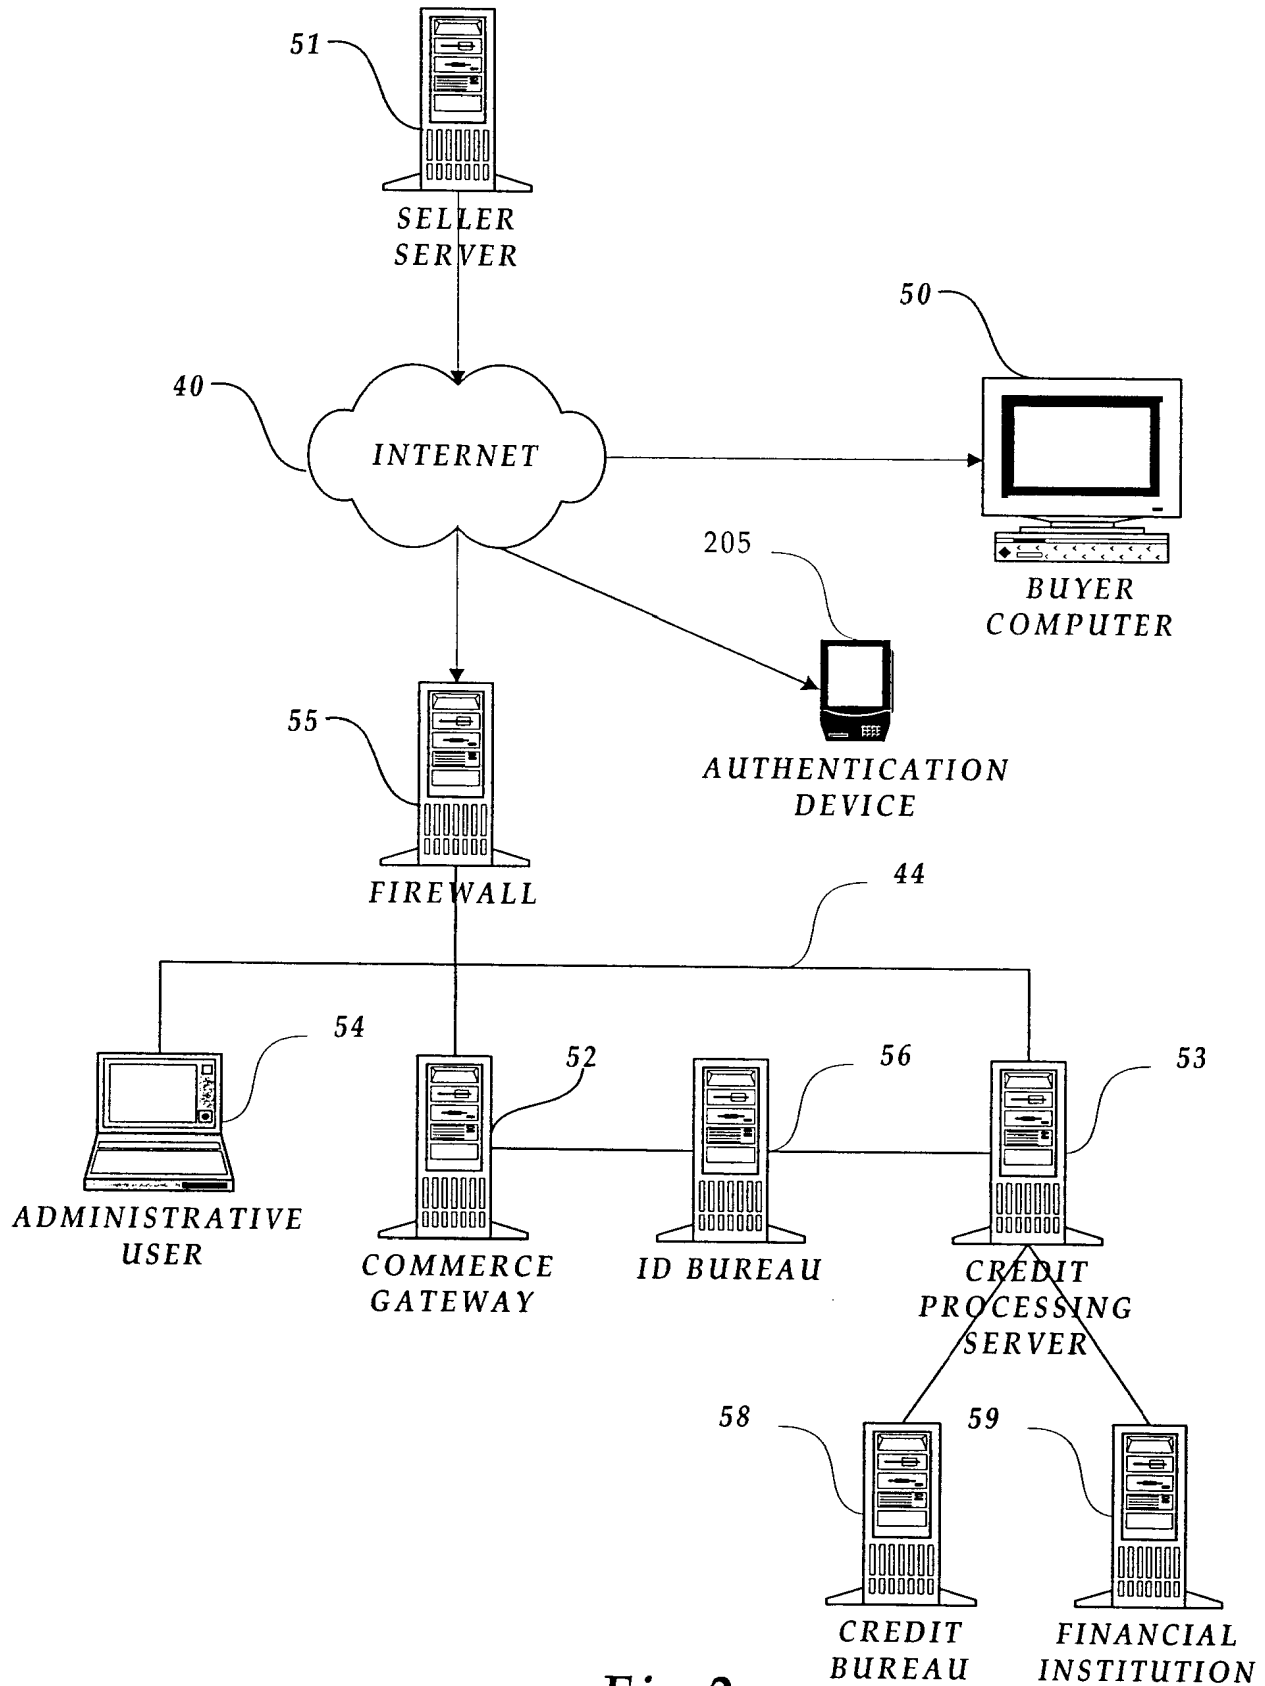 51
SELLER
SERVER
50
40
INTERNET
205
BUYER
COMPUTER
55
AUTHENTICATION
DEVICE
44
FIREWALL
54
52
56
53
ADMINISTRATIVE
USER
COMMERCE
GATEWAY
ID BUREAU
CREDIT
PROCESSING
SERVER
58
59
CREDIT
BUREAU
FINANCIAL
INSTITUTION